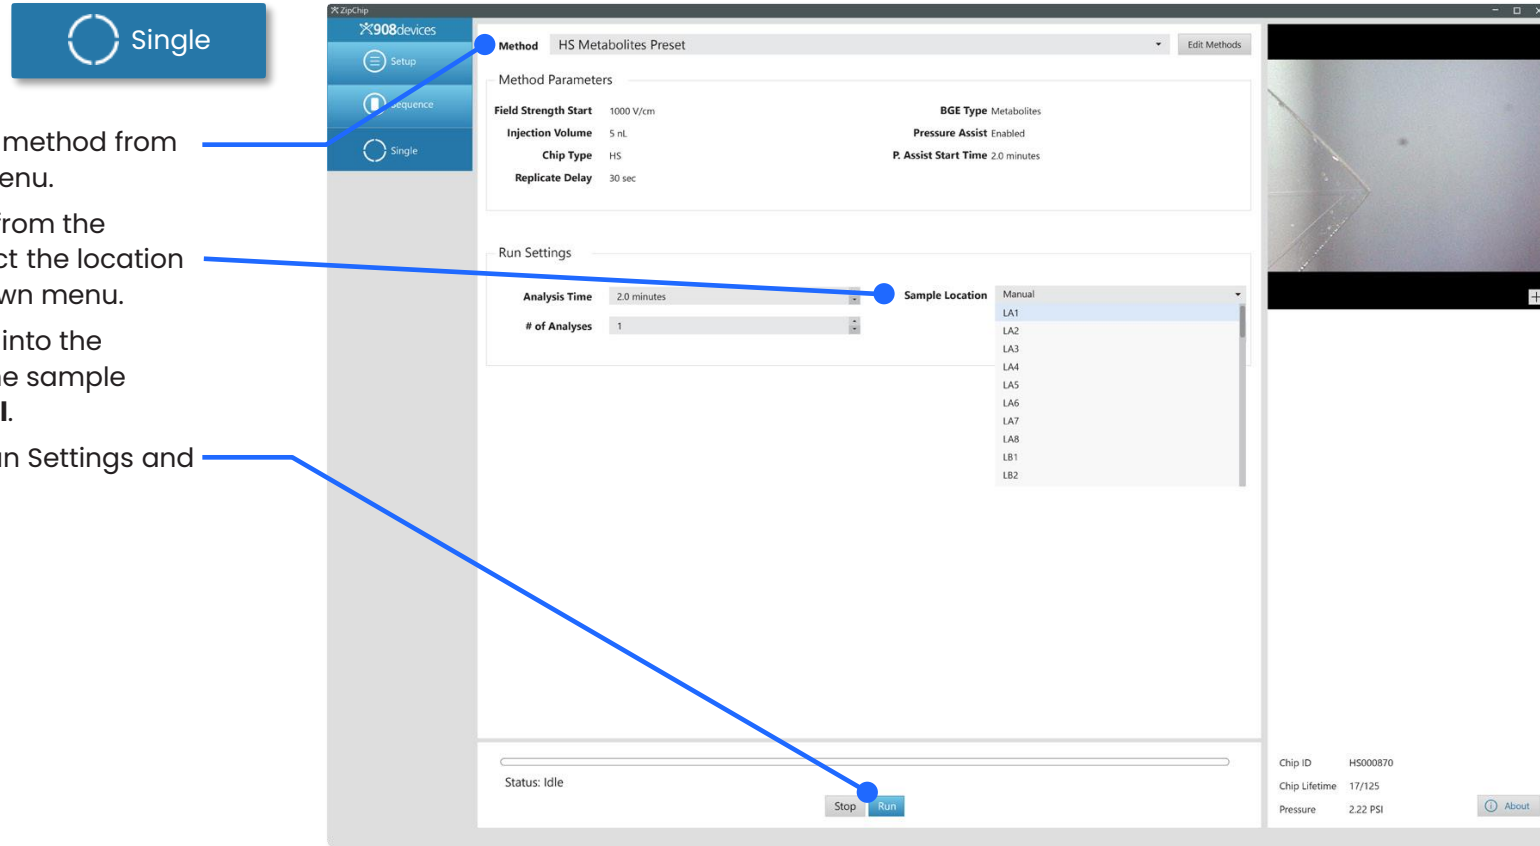 Single
method from
enu.
from the
ct the location
wn menu.
into the
ne sample
l.
un Settings and
ZipChip
908devices
Setup
Sequence
Single
Method HS Metabolites Preset Edit Methods
Method Parameters
Field Strength Start 1000 V/cm BGE Type Metabolites
Injection Volume 5 nL Pressure Assist Enabled
Chip Type HS P. Assist Start Time 2.0 minutes
Replicate Delay 30 sec
Run Settings
Analysis Time 2.0 minutes Sample Location Manual
# of Analyses 1
LA1
LA2
LA3
LA4
LA5
LA6
LA7
LA8
LB1
LB2
Status: Idle
Stop Run
Chip ID HS000870
Chip Lifetime 17/125
Pressure 2.22 PSI
About